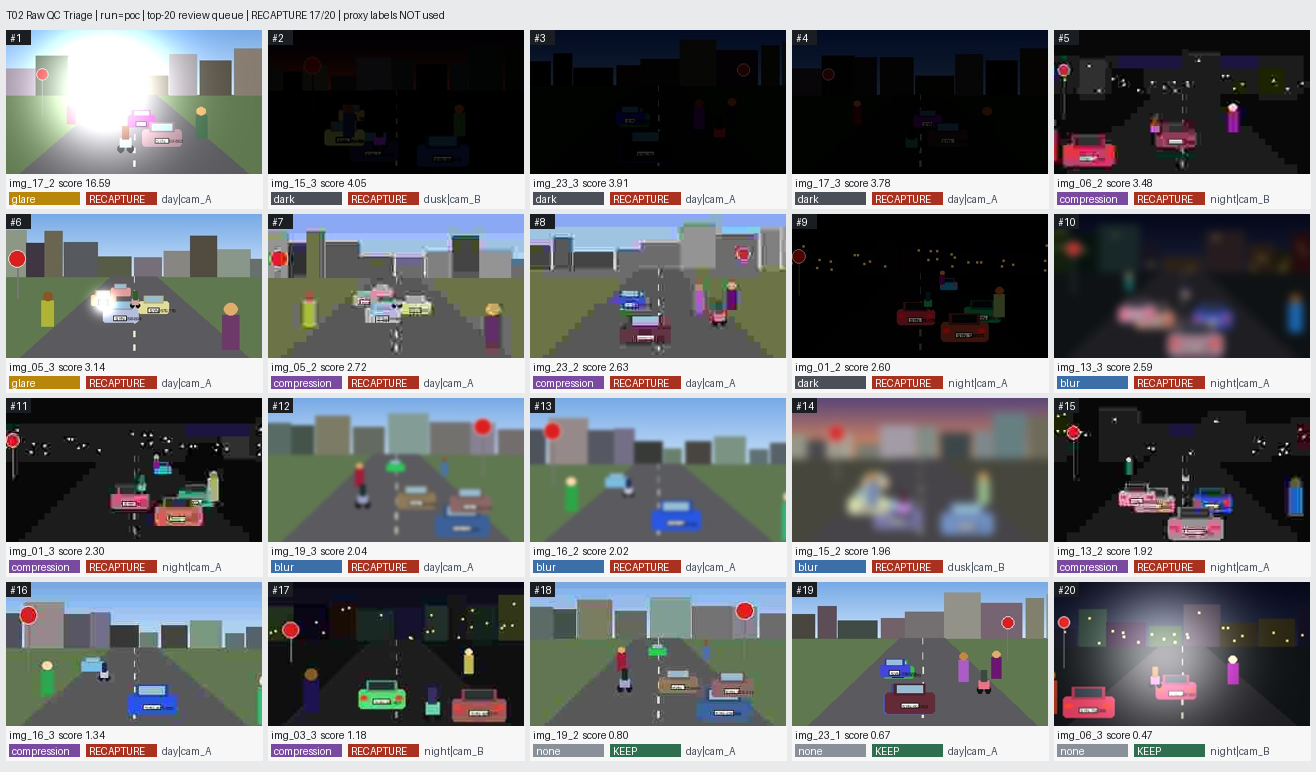 T02 Raw QC Triage | run=poc | top-20 review queue | RECAPTURE 17/20 | proxy labels NOT used
#1 #2 #3 #4 #5
img_17_2 score 16.59 img_15_3 score 4.05 img_23_3 score 3.91 img_17_3 score 3.78 img_06_2 score 3.48
glare RECAPTURE day|cam_A dark RECAPTURE dusk|cam_B dark RECAPTURE day|cam_A dark RECAPTURE day|cam_A compression RECAPTURE night|cam_B
#6 #7 #8 #9 #10
img_05_3 score 3.14 img_05_2 score 2.72 img_23_2 score 2.63 img_01_2 score 2.60 img_13_3 score 2.59
glare RECAPTURE day|cam_A compression RECAPTURE day|cam_A compression RECAPTURE day|cam_A dark RECAPTURE night|cam_A blur RECAPTURE night|cam_A
#11 #12 #13 #14 #15
img_01_3 score 2.30 img_19_3 score 2.04 img_16_2 score 2.02 img_15_2 score 1.96 img_13_2 score 1.92
compression RECAPTURE night|cam_A blur RECAPTURE day|cam_A blur RECAPTURE day|cam_A blur RECAPTURE dusk|cam_B compression RECAPTURE night|cam_A
#16 #17 #18 #19 #20
img_16_3 score 1.34 img_03_3 score 1.18 img_19_2 score 0.80 img_23_1 score 0.67 img_06_3 score 0.47
compression RECAPTURE day|cam_A compression RECAPTURE night|cam_B none KEEP day|cam_A none KEEP day|cam_A none KEEP night|cam_B